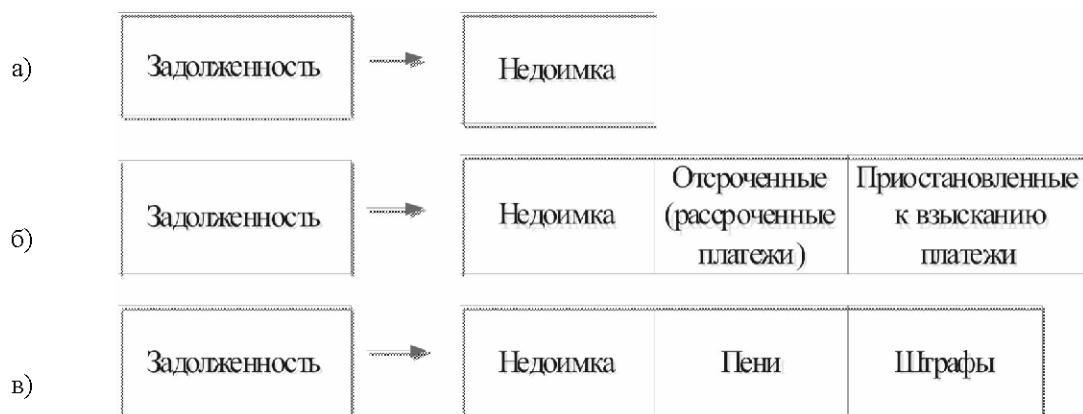 а)
Задолженность
Недоимка
б)
Задолженность
Недоимка
Отсроченные
(рассроченные
платежи)
Приостановленные
к взысканию
платежи
в)
Задолженность
Недоимка
Пени
Штрафы